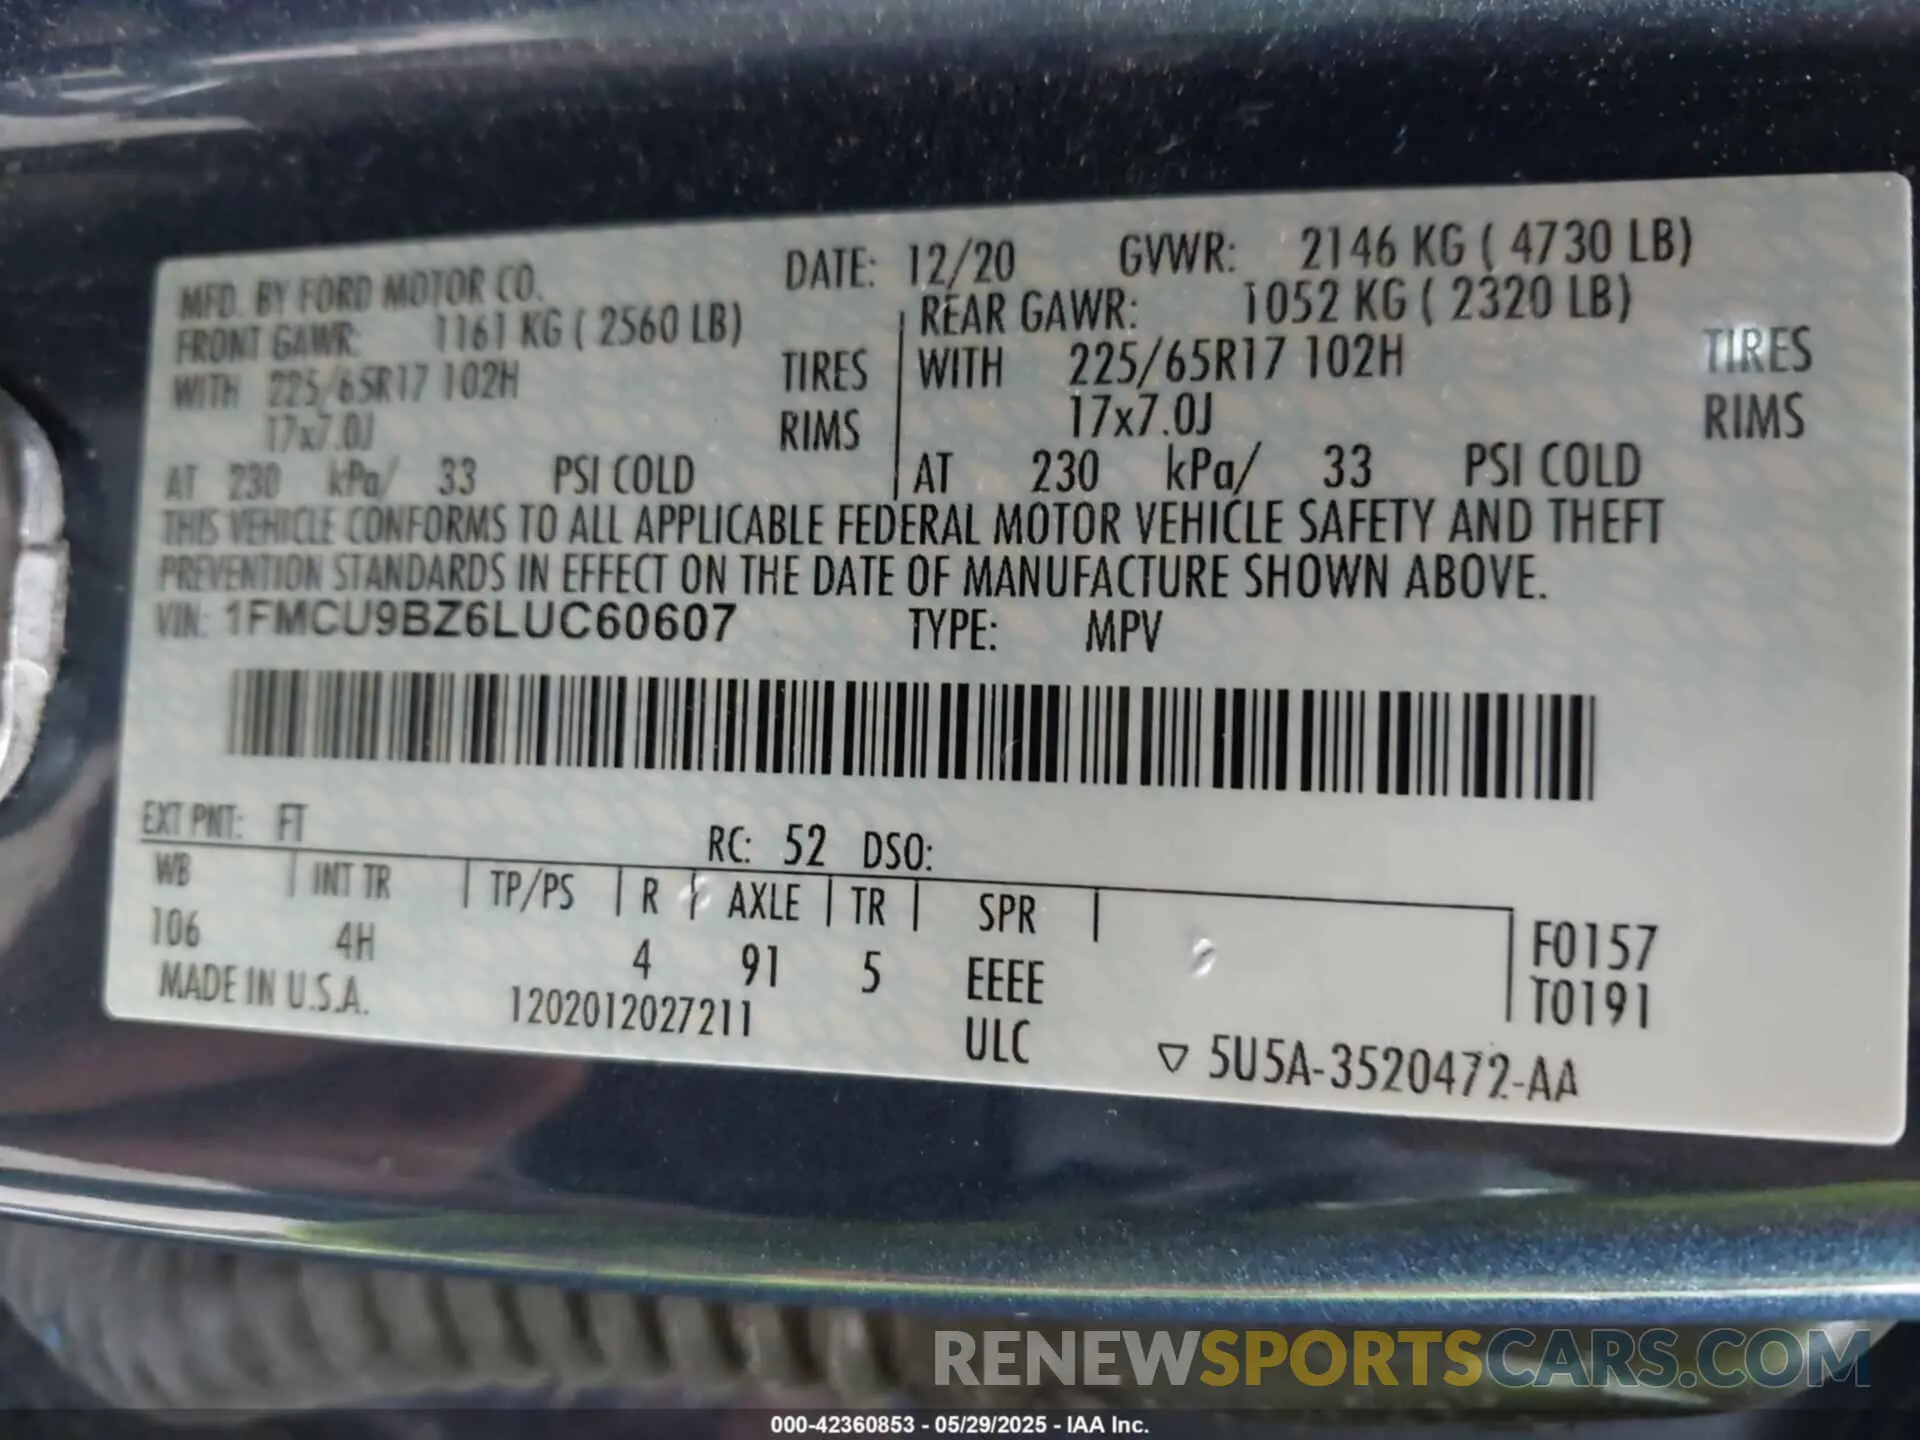 MFD. BY FORD MOTOR CO. DATE: 12/20 GVWR: 2146 KG ( 4730 LB)
FRONT GAWR: 1161 KG ( 2560 LB) REAR GAWR: 1052 KG ( 2320 LB)
WITH 225/65R17 102H TIRES WITH 225/65R17 102H TIRES
17x7.0J RIMS 17x7.0J RIMS
AT 230 kPa/ 33 PSI COLD AT 230 kPa/ 33 PSI COLD
THIS VEHICLE CONFORMS TO ALL APPLICABLE FEDERAL MOTOR VEHICLE SAFETY AND THEFT
PREVENTION STANDARDS IN EFFECT ON THE DATE OF MANUFACTURE SHOWN ABOVE.
VIN: 1FMCU9BZ6LUC60607 TYPE: MPV
EXT PNT: FT RC: 52 DSO:
WB INT TR TP/PS R AXLE TR SPR
106 4H 4 91 5 EEEE F0157
MADE IN U.S.A. 1202012027211 ULC T0191
▽ 5U5A-3520472-AA
RENEWSPORTSCARS.COM
000-42360853 - 05/29/2025 - IAA Inc.